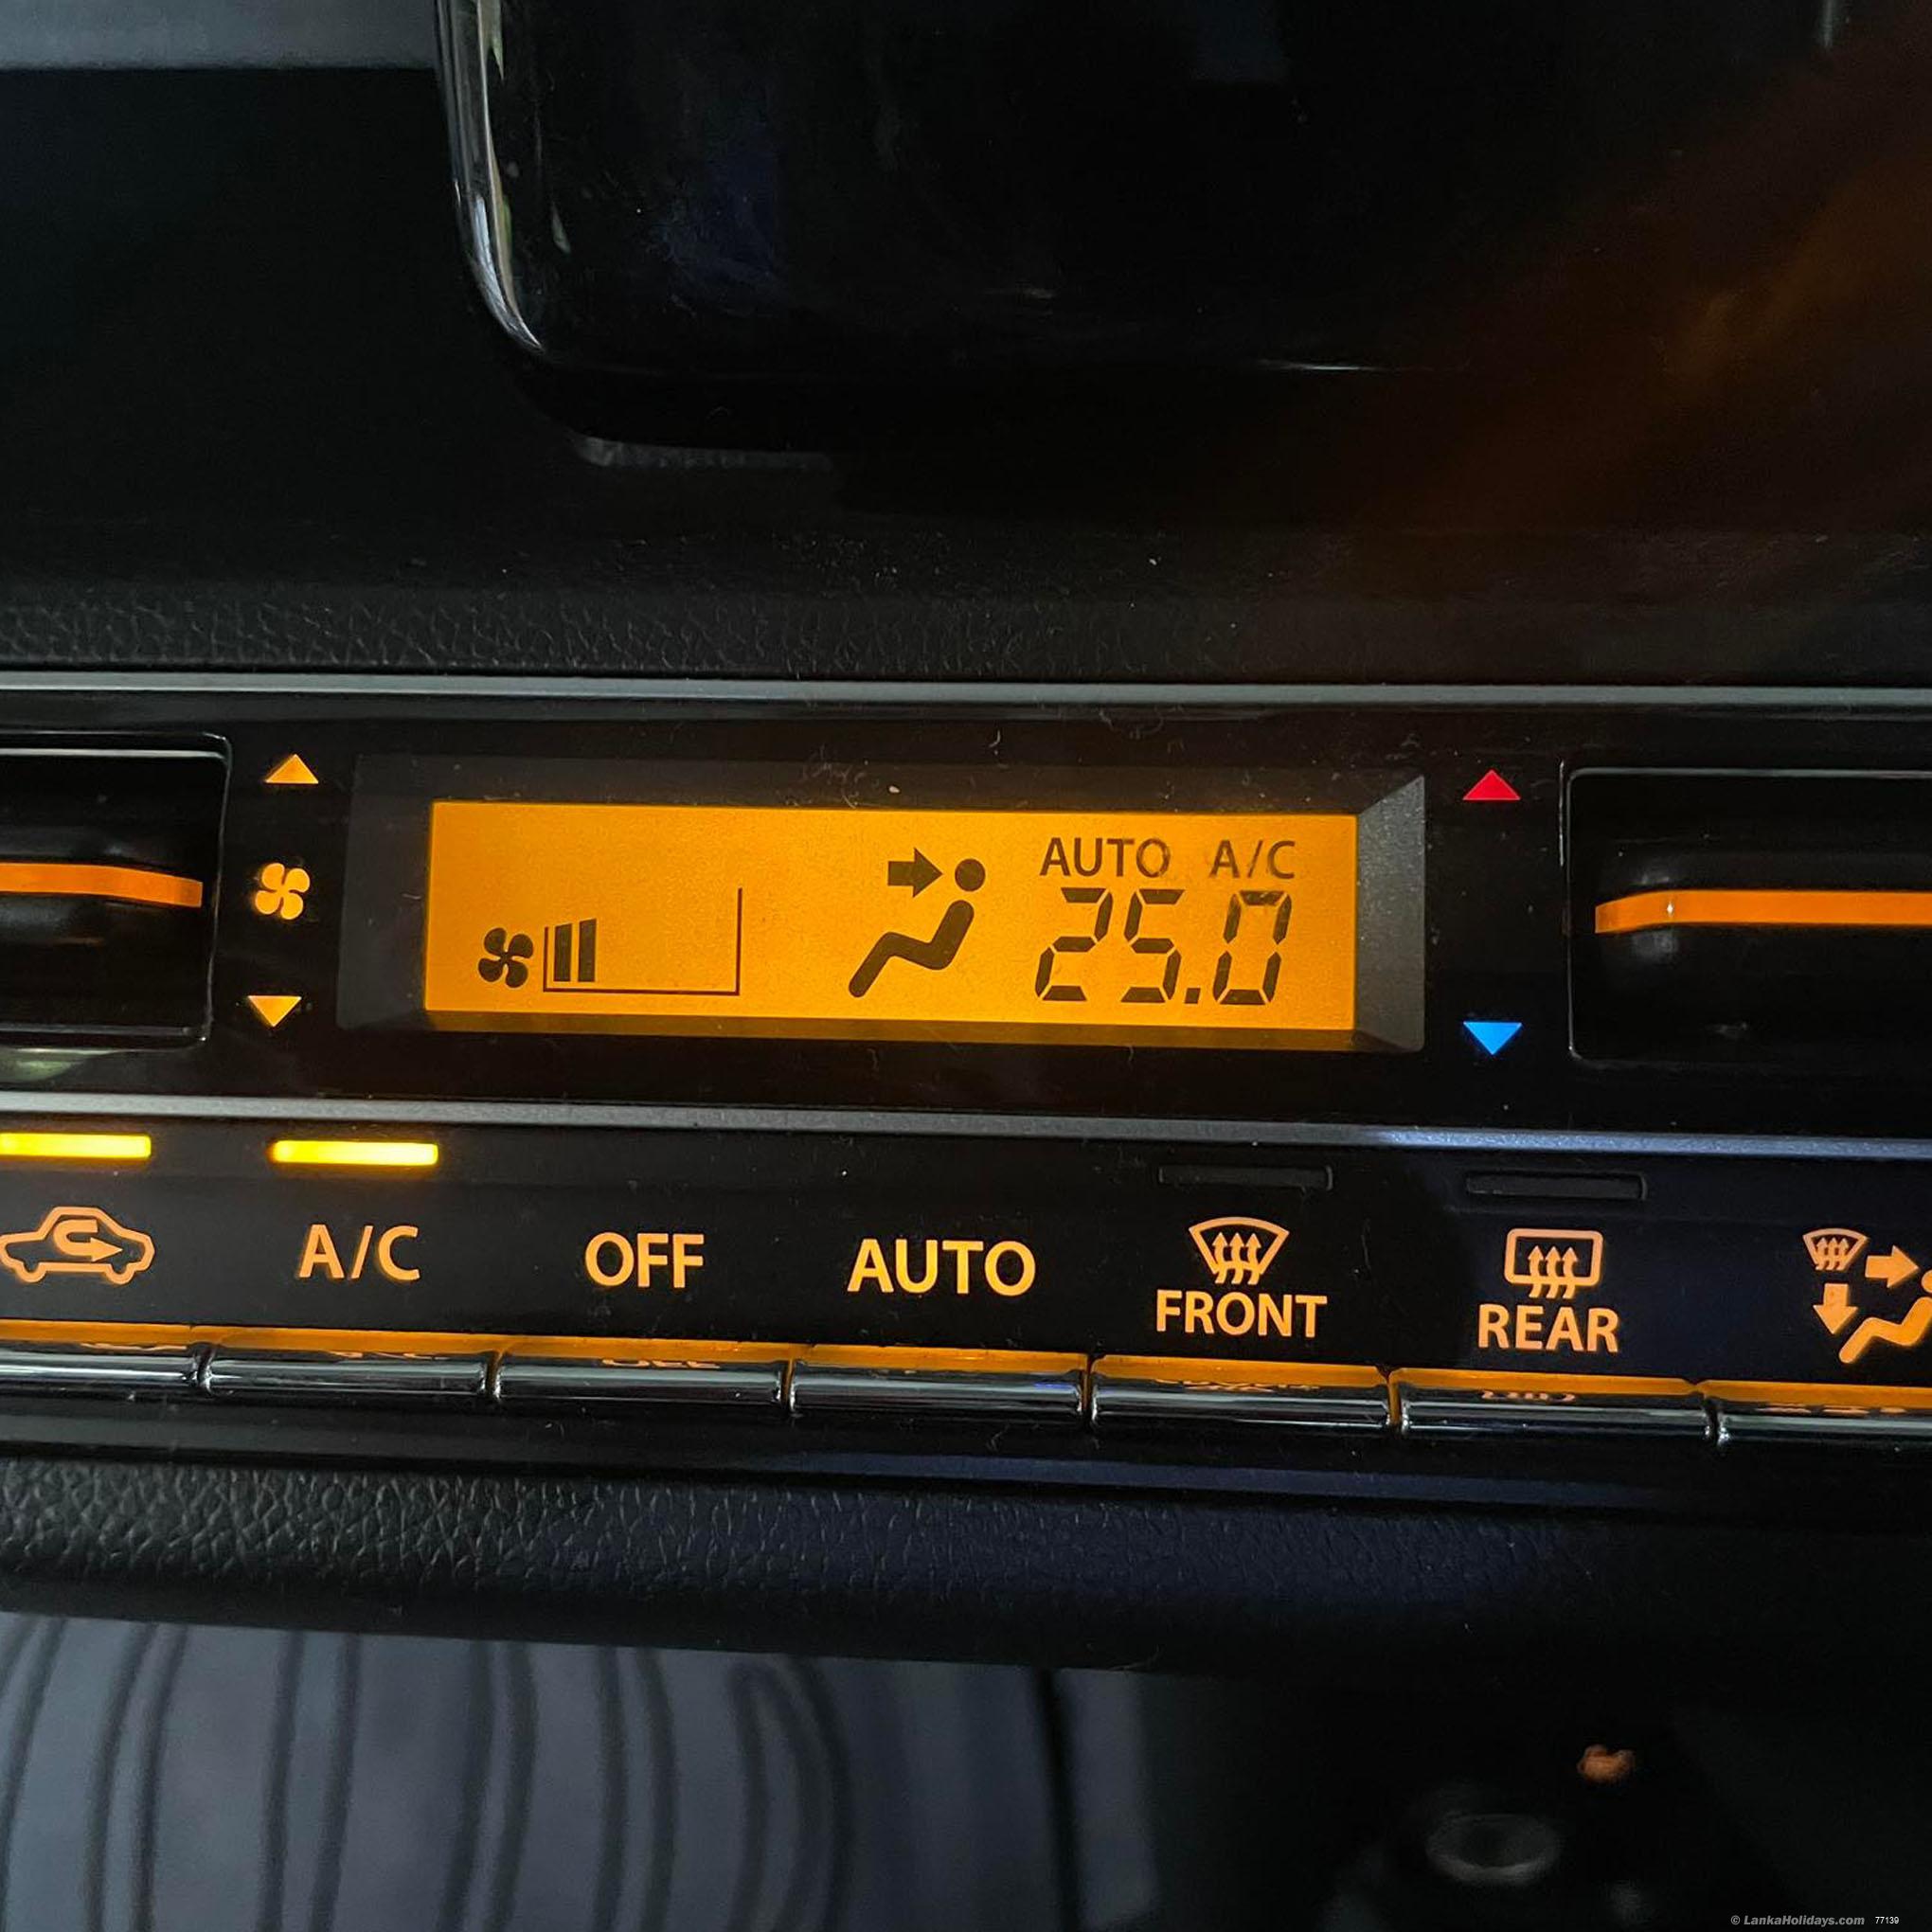 AUTO A/C
25.0
A/C OFF AUTO FRONT REAR
© LankaHolidays.com 77139